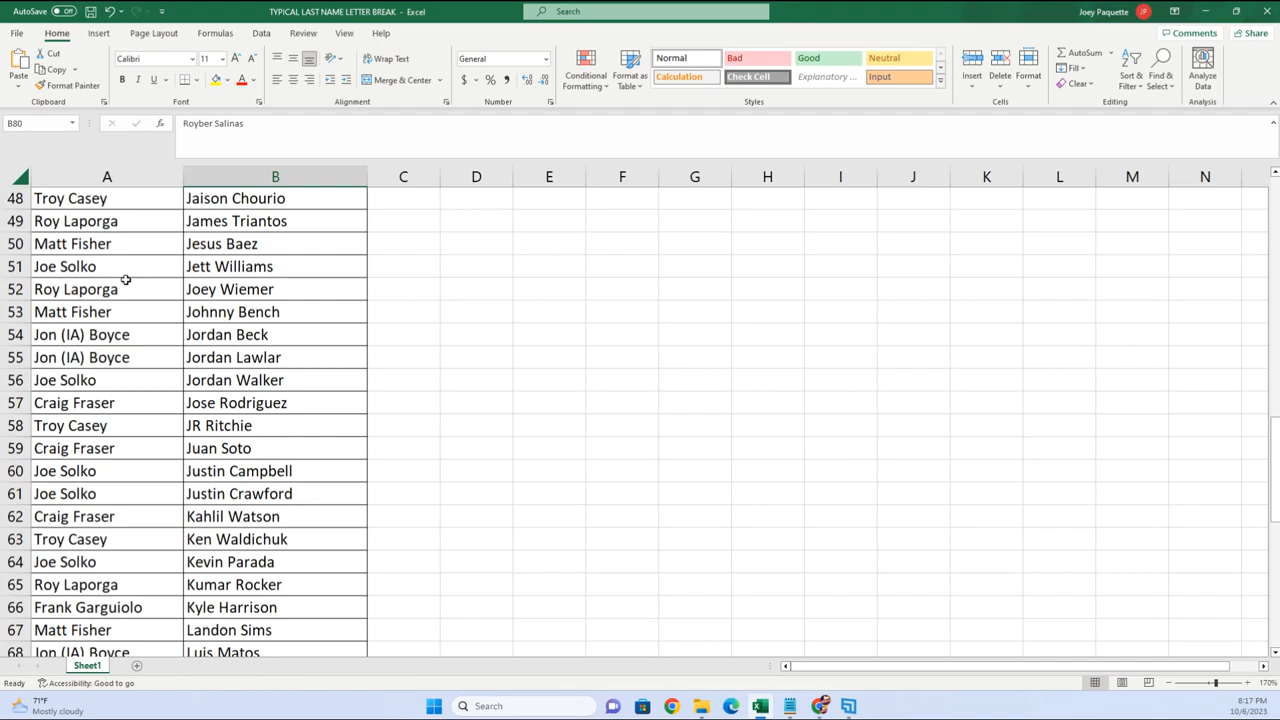 AutoSave Off TYPICAL LAST NAME LETTER BREAK - Excel Search Joey Paquette JP
File Home Insert Page Layout Formulas Data Review View Help Comments Share
Paste Cut Copy Format Painter Calibri 11 B I U A A A Wrap Text Merge & Center General $ % Conditional Formatting Format as Table Normal Bad Good Neutral Calculation Check Cell Explanatory ... Input Insert Delete Format AutoSum Fill Clear Sort & Filter Find & Select Analyze Data
Clipboard Font Alignment Number Styles Cells Editing Analysis
B80 fx Royber Salinas
A B C D E F G H I J K L M N
48 Troy Casey Jaison Chourio
49 Roy Laporga James Triantos
50 Matt Fisher Jesus Baez
51 Joe Solko Jett Williams
52 Roy Laporga Joey Wiemer
53 Matt Fisher Johnny Bench
54 Jon (IA) Boyce Jordan Beck
55 Jon (IA) Boyce Jordan Lawlar
56 Joe Solko Jordan Walker
57 Craig Fraser Jose Rodriguez
58 Troy Casey JR Ritchie
59 Craig Fraser Juan Soto
60 Joe Solko Justin Campbell
61 Joe Solko Justin Crawford
62 Craig Fraser Kahlil Watson
63 Troy Casey Ken Waldichuk
64 Joe Solko Kevin Parada
65 Roy Laporga Kumar Rocker
66 Frank Garguiolo Kyle Harrison
67 Matt Fisher Landon Sims
68 Jon (IA) Boyce Luis Matos
Sheet1
Ready Accessibility: Good to go 170%
71°F Mostly cloudy Search 8:17 PM 10/6/2023